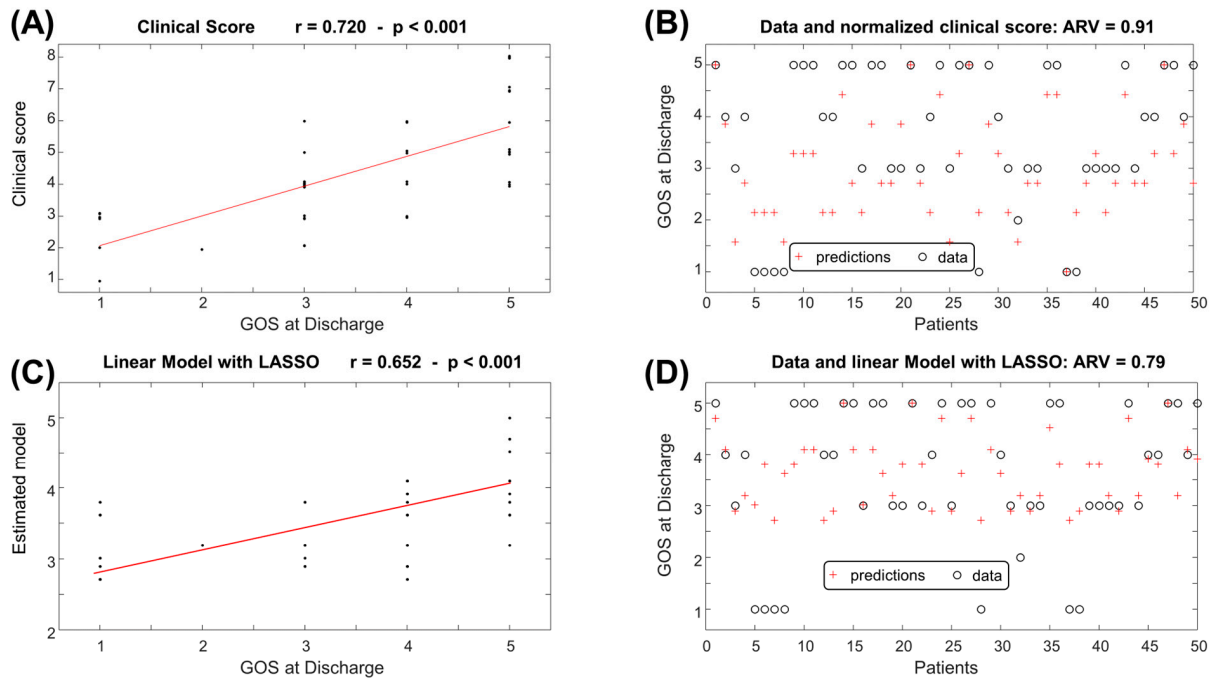 (A)
Clinical Score r = 0.720 - p < 0.001
Clinical score
8
7
6
5
4
3
2
1
1 2 3 4 5
GOS at Discharge
(B)
Data and normalized clinical score: ARV = 0.91
GOS at Discharge
5
4
3
2
1
predictions data
0 5 10 15 20 25 30 35 40 45 50
Patients
(C)
Linear Model with LASSO r = 0.652 - p < 0.001
Estimated model
5
4
3
2
1 2 3 4 5
GOS at Discharge
(D)
Data and linear Model with LASSO: ARV = 0.79
GOS at Discharge
5
4
3
2
1
predictions data
0 5 10 15 20 25 30 35 40 45 50
Patients